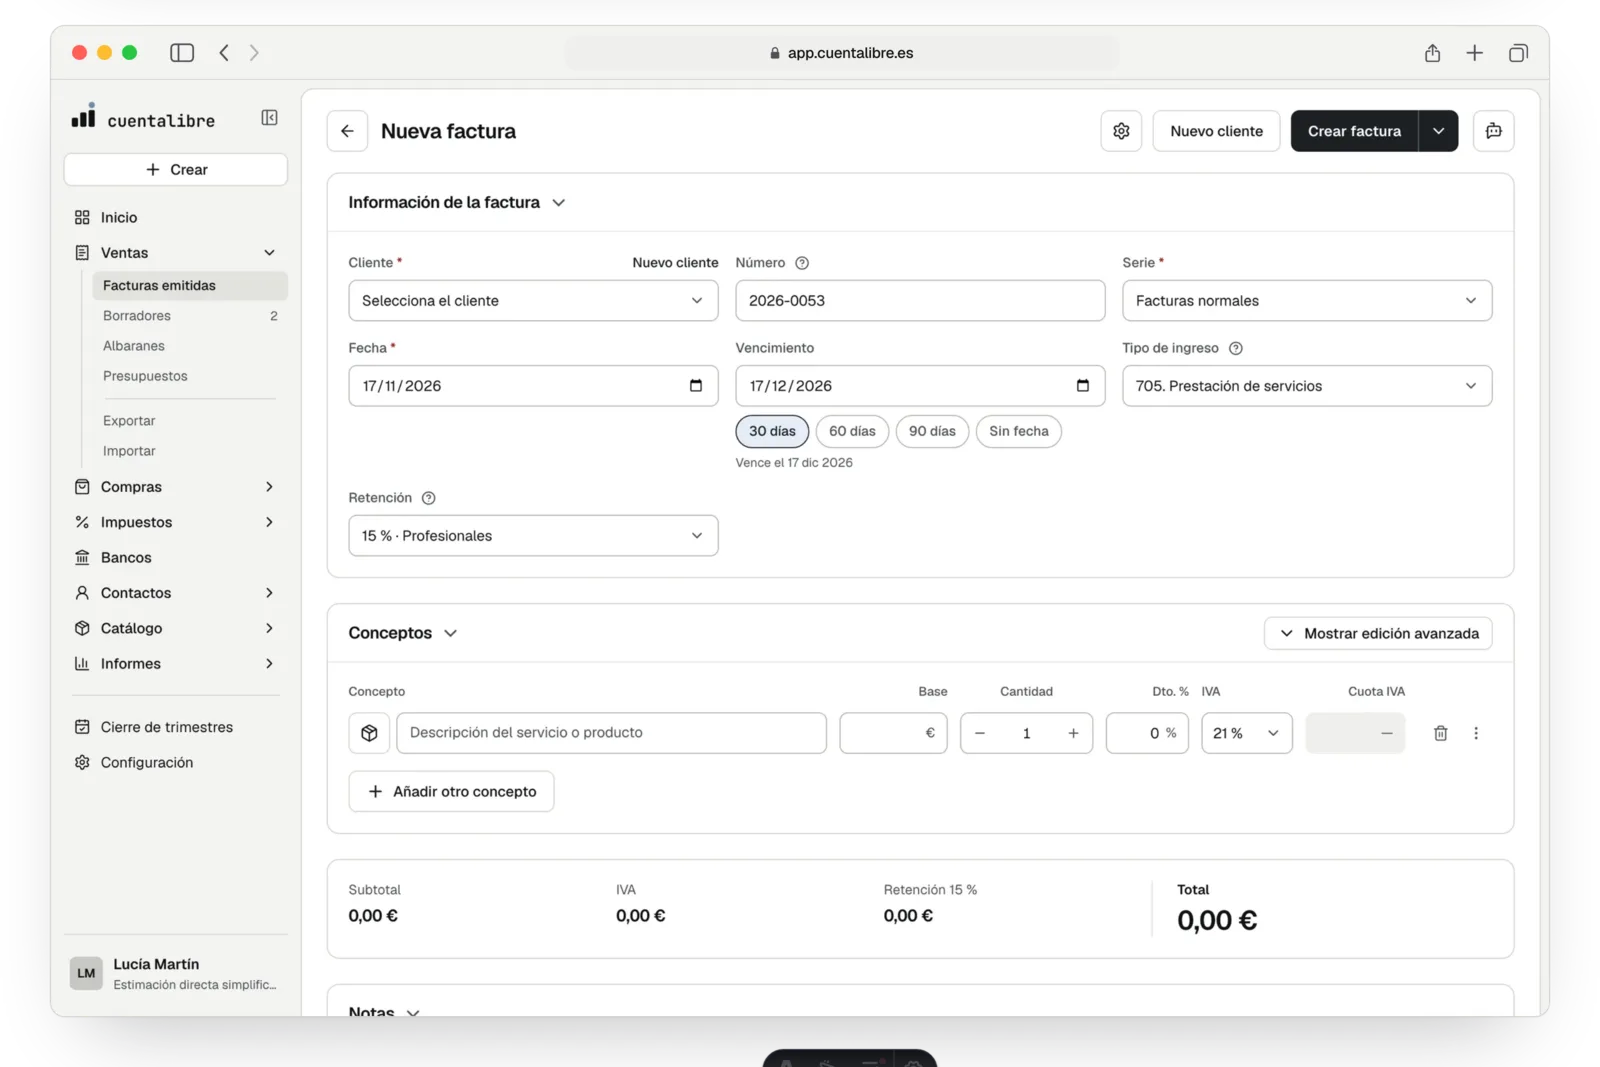 app.cuentalibre.es
cuentalibre
Crear
Inicio
Ventas
Facturas emitidas
Borradores 2
Albaranes
Presupuestos
Exportar
Importar
Compras
Impuestos
Bancos
Contactos
Catálogo
Informes
Cierre de trimestres
Configuración
LM
Lucía Martín
Estimación directa simplific...
Nueva factura
Nuevo cliente
Crear factura
Información de la factura
Cliente *
Nuevo cliente
Selecciona el cliente
Número
2026-0053
Serie *
Facturas normales
Fecha *
17/11/2026
Vencimiento
17/12/2026
30 días
60 días
90 días
Sin fecha
Vence el 17 dic 2026
Tipo de ingreso
705. Prestación de servicios
Retención
15 % · Profesionales
Conceptos
Mostrar edición avanzada
Concepto Base Cantidad Dto. % IVA Cuota IVA
Descripción del servicio o producto € − 1 + 0 % 21 % —
Añadir otro concepto
Subtotal
0,00 €
IVA
0,00 €
Retención 15 %
0,00 €
Total
0,00 €
Notas